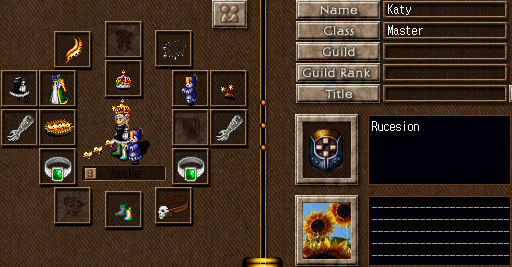 Name Katy
Class Master
Guild
Guild Rank
Title
Rucesion
Awake